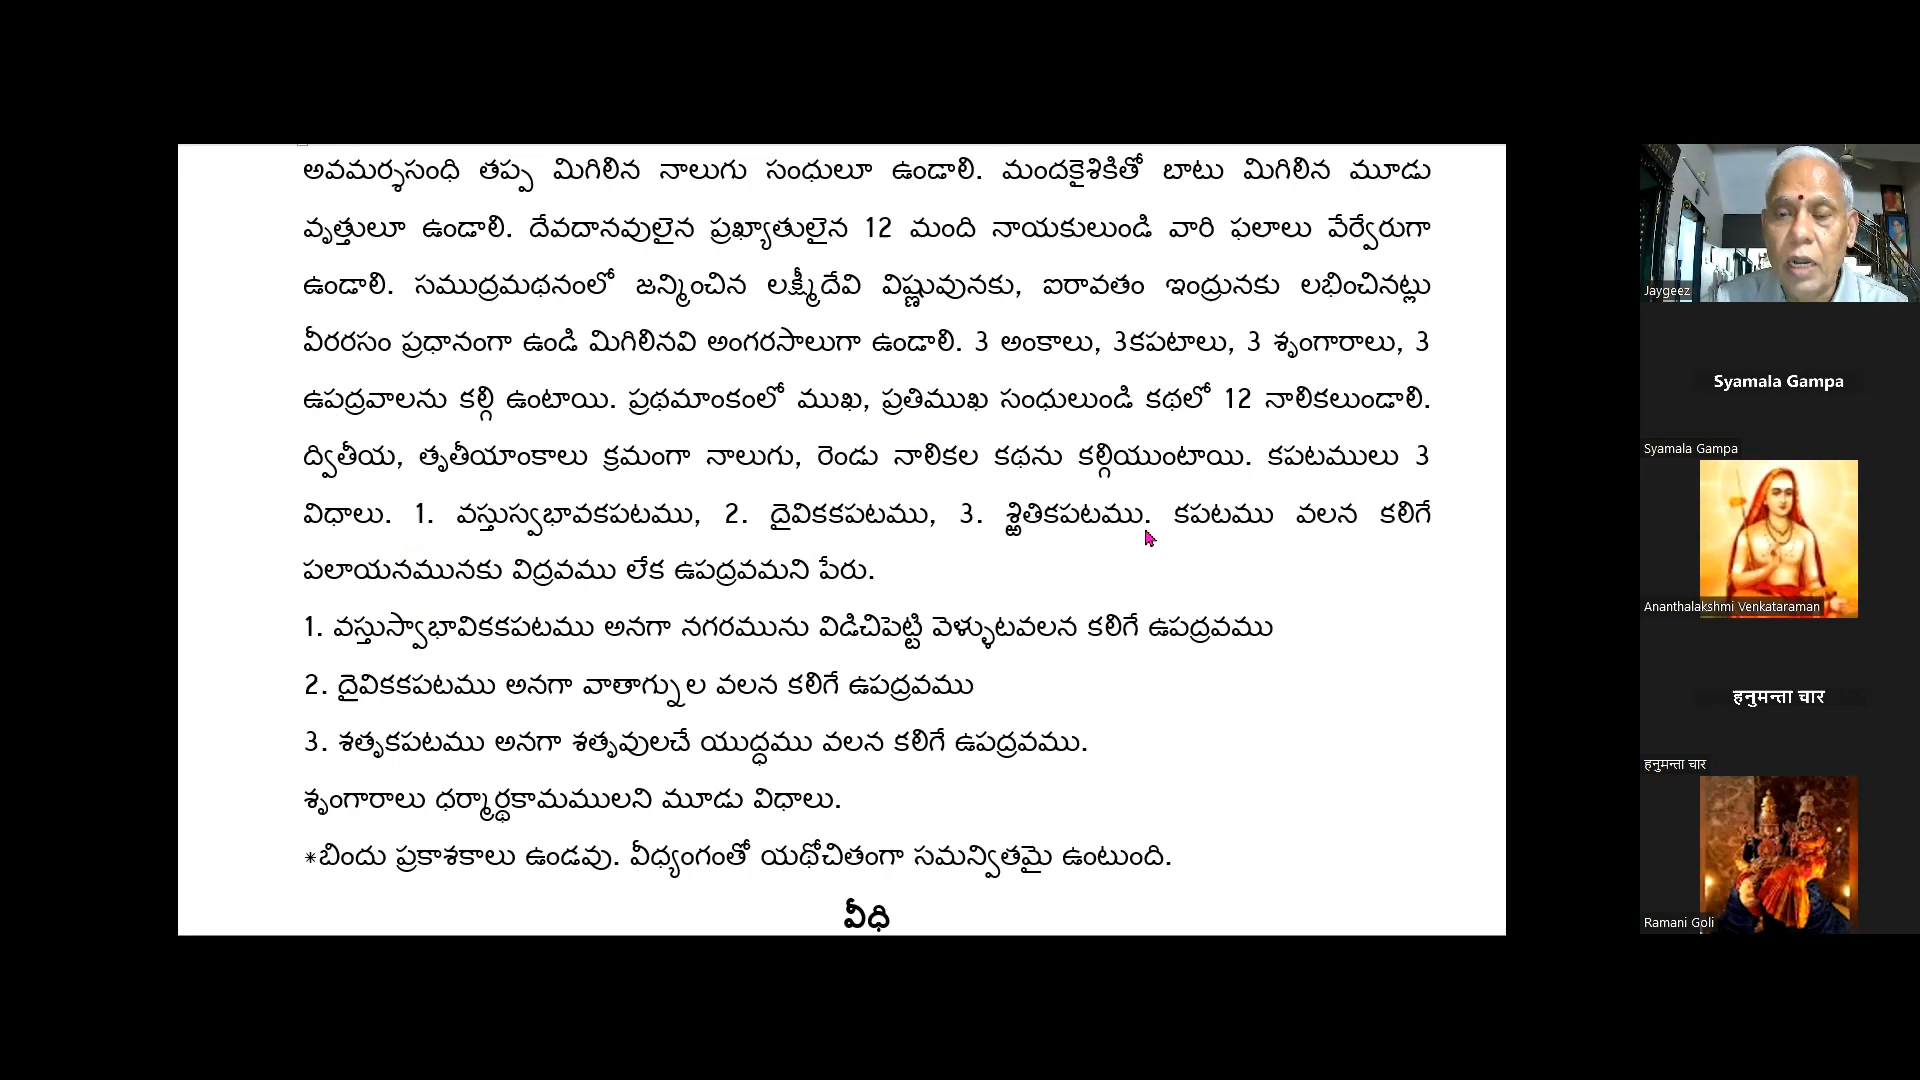 అవమర్శసంధి తప్ప మిగిలిన నాలుగు సంధులూ ఉండాలి. మందకైశికితో బాటు మిగిలిన మూడు
వృత్తులూ ఉండాలి. దేవదానవులైన ప్రఖ్యాతులైన 12 మంది నాయకులుండి వారి ఫలాలు వేర్వేరుగా
ఉండాలి. సముద్రమథనంలో జన్మించిన లక్ష్మీదేవి విష్ణువునకు, ఐరావతం ఇంద్రునకు లభించినట్లు
వీరరసం ప్రధానంగా ఉండి మిగిలినవి అంగరసాలుగా ఉండాలి. 3 అంకాలు, 3కపటాలు, 3 శృంగారాలు, 3
ఉపద్రవాలను కల్గి ఉంటాయి. ప్రథమాంకంలో ముఖ, ప్రతిముఖ సంధులుండి కథలో 12 నాలికలుండాలి.
ద్వితీయ, తృతీయాంకాలు క్రమంగా నాలుగు, రెండు నాలికల కథను కల్గియుంటాయి. కపటములు 3
విధాలు. 1. వస్తుస్వభావకపటము, 2. దైవికకపటము, 3. కపటము వలన కలిగే
పలాయనమునకు విద్రవము లేక ఉపద్రవమని పేరు.
1. వస్తుస్వాభావికకపటము అనగా నగరమును విడిచిపెట్టి వెళ్ళుటవలన కలిగే ఉపద్రవము
2. దైవికకపటము అనగా వాతాగ్నుల వలన కలిగే ఉపద్రవము
3. శతృకపటము అనగా శతృవులచే యుద్ధము వలన కలిగే ఉపద్రవము.
శృంగారాలు ధర్మార్థకామములని మూడు విధాలు.
*బిందు ప్రకాశకాలు ఉండవు. వీధ్యంగంతో యథోచితంగా సమన్వితమై ఉంటుంది.
వీధి
Jaygeez
Syamala Gampa
Syamala Gampa
Ananthalakshmi Venkataraman
हनुमन्ता चार
हनुमन्ता चार
Ramani Goli